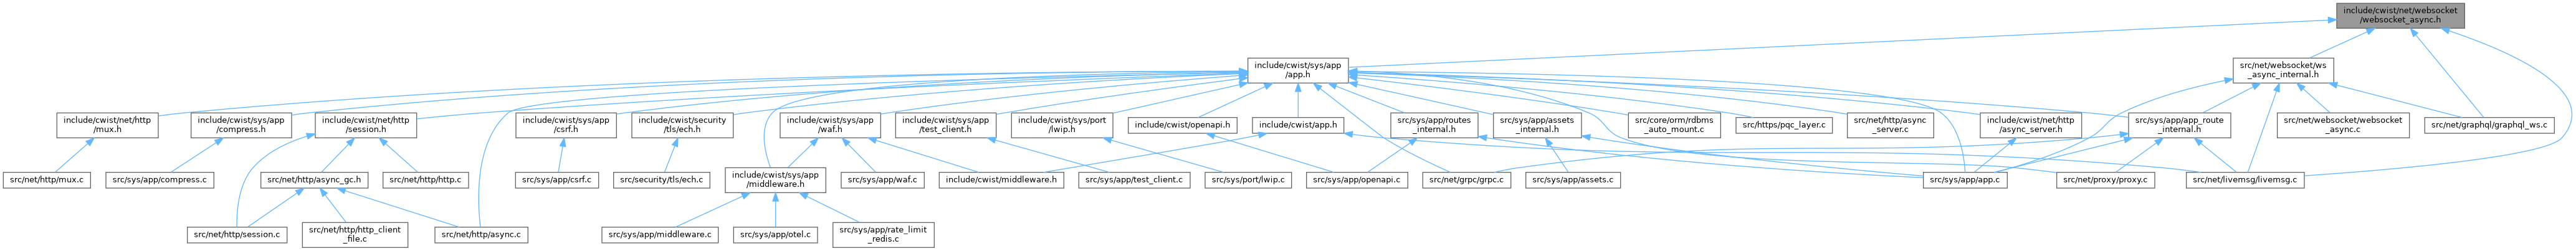 include/cwist/net/websocket
/websocket_async.h
include/cwist/sys/app
/app.h
src/net/websocket/ws
_async_internal.h
include/cwist/net/http
/mux.h
include/cwist/sys/app
/compress.h
include/cwist/net/http
/session.h
include/cwist/sys/app
/csrf.h
include/cwist/security
/tls/ech.h
include/cwist/sys/app
/waf.h
include/cwist/sys/app
/test_client.h
include/cwist/sys/port
/lwip.h
include/cwist/openapi.h
include/cwist/app.h
src/sys/app/routes
_internal.h
src/sys/app/assets
_internal.h
src/core/orm/rdbms
_auto_mount.c
src/https/pqc_layer.c
src/net/http/async
_server.c
include/cwist/net/http
/async_server.h
src/sys/app/app_route
_internal.h
src/net/websocket/websocket
_async.c
src/net/graphql/graphql_ws.c
src/net/http/mux.c
src/sys/app/compress.c
src/net/http/async_gc.h
src/net/http/http.c
src/sys/app/csrf.c
src/security/tls/ech.c
include/cwist/sys/app
/middleware.h
src/sys/app/waf.c
include/cwist/middleware.h
src/sys/app/test_client.c
src/sys/port/lwip.c
src/sys/app/openapi.c
src/net/grpc/grpc.c
src/sys/app/assets.c
src/sys/app/app.c
src/net/proxy/proxy.c
src/net/livemsg/livemsg.c
src/net/http/session.c
src/net/http/http_client
_file.c
src/net/http/async.c
src/sys/app/middleware.c
src/sys/app/otel.c
src/sys/app/rate_limit
_redis.c